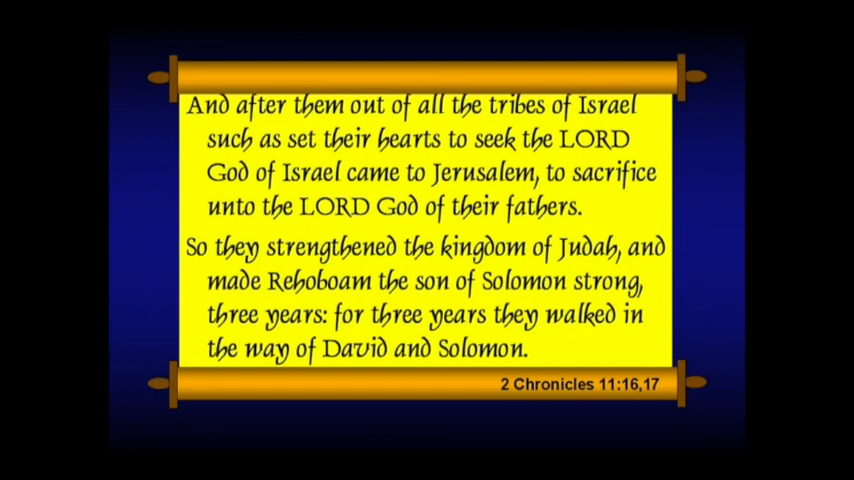 And after them out of all the tribes of Israel
such as set their hearts to seek the LORD
God of Israel came to Jerusalem, to sacrifice
unto the LORD God of their fathers.
So they strengthened the kingdom of Judah, and
made Rehoboam the son of Solomon strong,
three years: for three years they walked in
the way of David and Solomon.
2 Chronicles 11:16,17